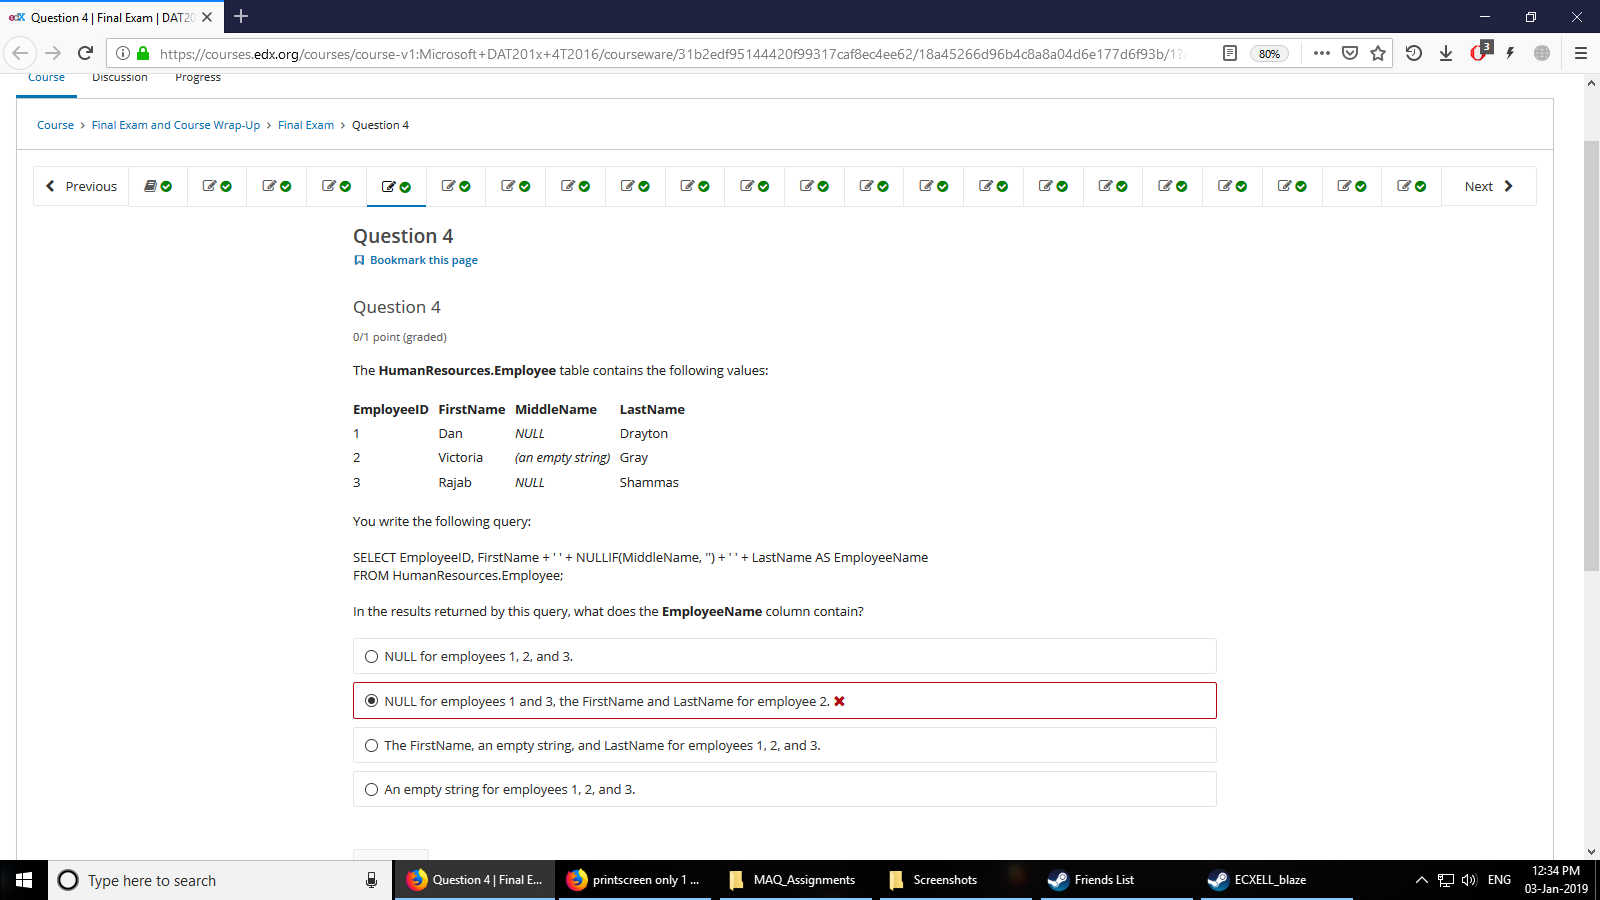 edX Question 4 | Final Exam | DAT20
https://courses.edx.org/courses/course-v1:Microsoft+DAT201x+4T2016/courseware/31b2edf95144420f99317caf8ec4ee62/18a45266d96b4c8a8a04d6e177d6f93b/1?
80%
3
Course Discussion Progress
Course > Final Exam and Course Wrap-Up > Final Exam > Question 4
Previous
Next
Question 4
Bookmark this page
Question 4
0/1 point (graded)
The HumanResources.Employee table contains the following values:
EmployeeID FirstName MiddleName LastName
1 Dan NULL Drayton
2 Victoria (an empty string) Gray
3 Rajab NULL Shammas
You write the following query:
SELECT EmployeeID, FirstName + ' ' + NULLIF(MiddleName, '') + ' ' + LastName AS EmployeeName
FROM HumanResources.Employee;
In the results returned by this query, what does the EmployeeName column contain?
NULL for employees 1, 2, and 3.
NULL for employees 1 and 3, the FirstName and LastName for employee 2.
The FirstName, an empty string, and LastName for employees 1, 2, and 3.
An empty string for employees 1, 2, and 3.
Type here to search
Question 4 | Final E...
printscreen only 1 ...
MAQ_Assignments
Screenshots
Friends List
ECXELL_blaze
ENG
12:34 PM
03-Jan-2019